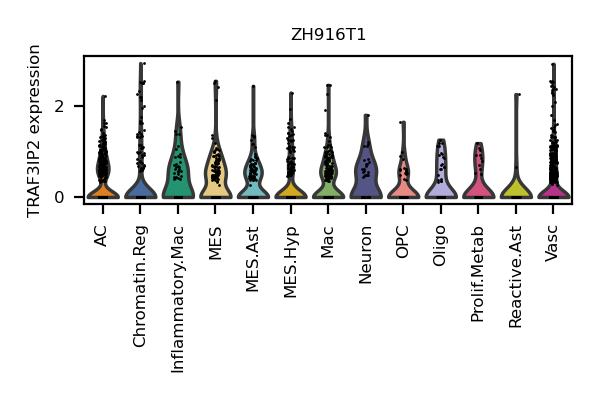 ZH916T1
TRAF3IP2 expression
2
0
AC
Chromatin.Reg
Inflammatory.Mac
MES
MES.Ast
MES.Hyp
Mac
Neuron
OPC
Oligo
Prolif.Metab
Reactive.Ast
Vasc